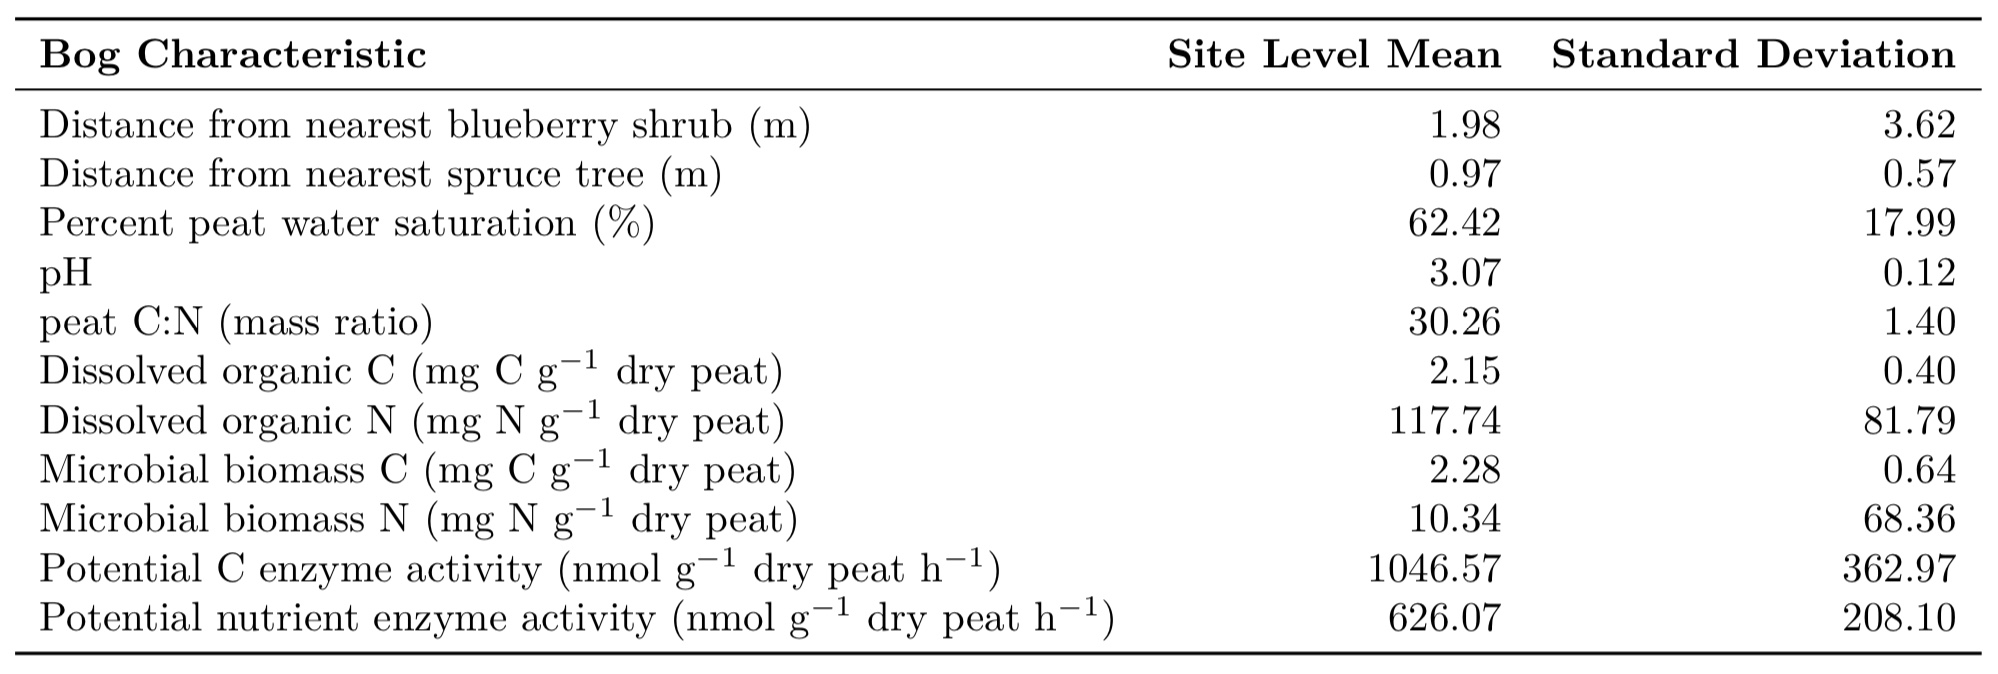 Bog Characteristic Site Level Mean Standard Deviation
Distance from nearest blueberry shrub (m) 1.98 3.62
Distance from nearest spruce tree (m) 0.97 0.57
Percent peat water saturation (%) 62.42 17.99
pH 3.07 0.12
peat C:N (mass ratio) 30.26 1.40
Dissolved organic C (mg C g⁻¹ dry peat) 2.15 0.40
Dissolved organic N (mg N g⁻¹ dry peat) 117.74 81.79
Microbial biomass C (mg C g⁻¹ dry peat) 2.28 0.64
Microbial biomass N (mg N g⁻¹ dry peat) 10.34 68.36
Potential C enzyme activity (nmol g⁻¹ dry peat h⁻¹) 1046.57 362.97
Potential nutrient enzyme activity (nmol g⁻¹ dry peat h⁻¹) 626.07 208.10